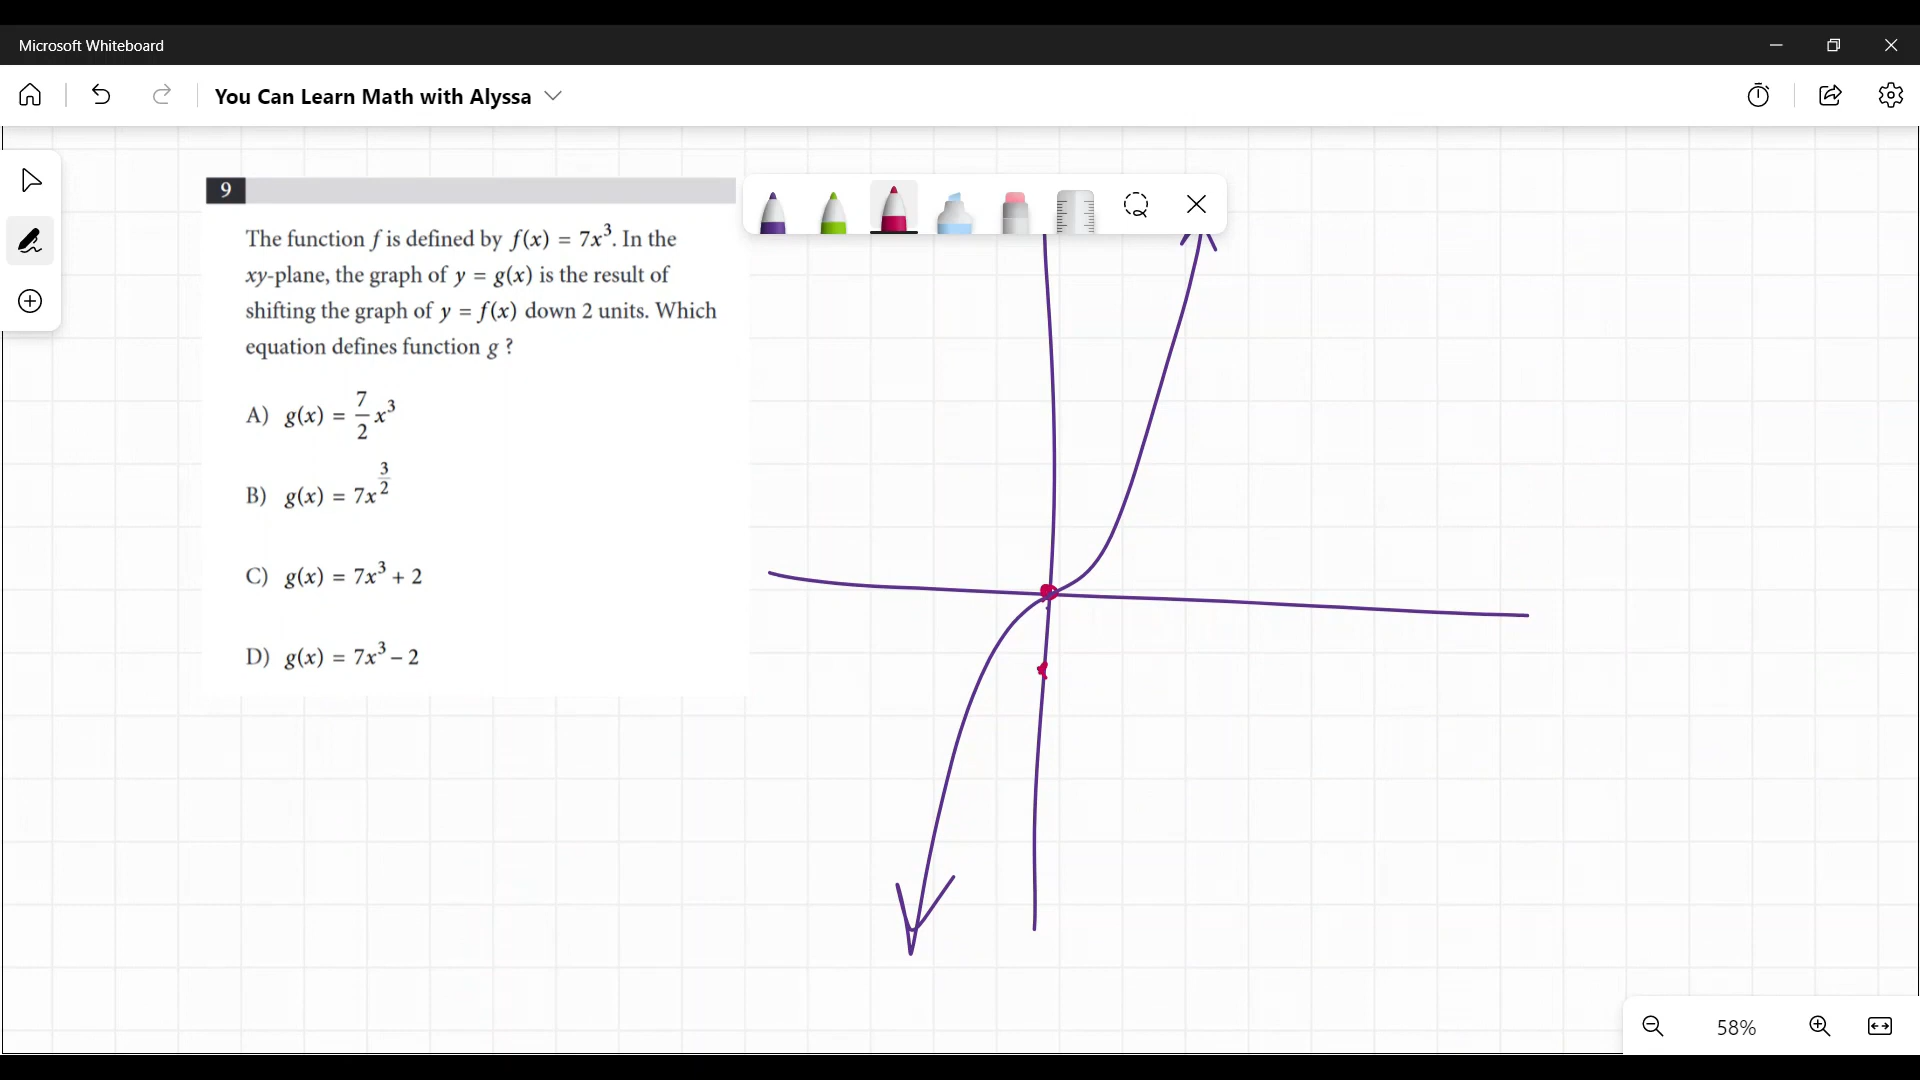 Microsoft Whiteboard
You Can Learn Math with Alyssa
9
The function f is defined by f(x) = 7x³. In the
xy-plane, the graph of y = g(x) is the result of
shifting the graph of y = f(x) down 2 units. Which
equation defines function g ?
A) g(x) = 7/2 x³
B) g(x) = 7x^(3/2)
C) g(x) = 7x³ + 2
D) g(x) = 7x³ – 2
58%